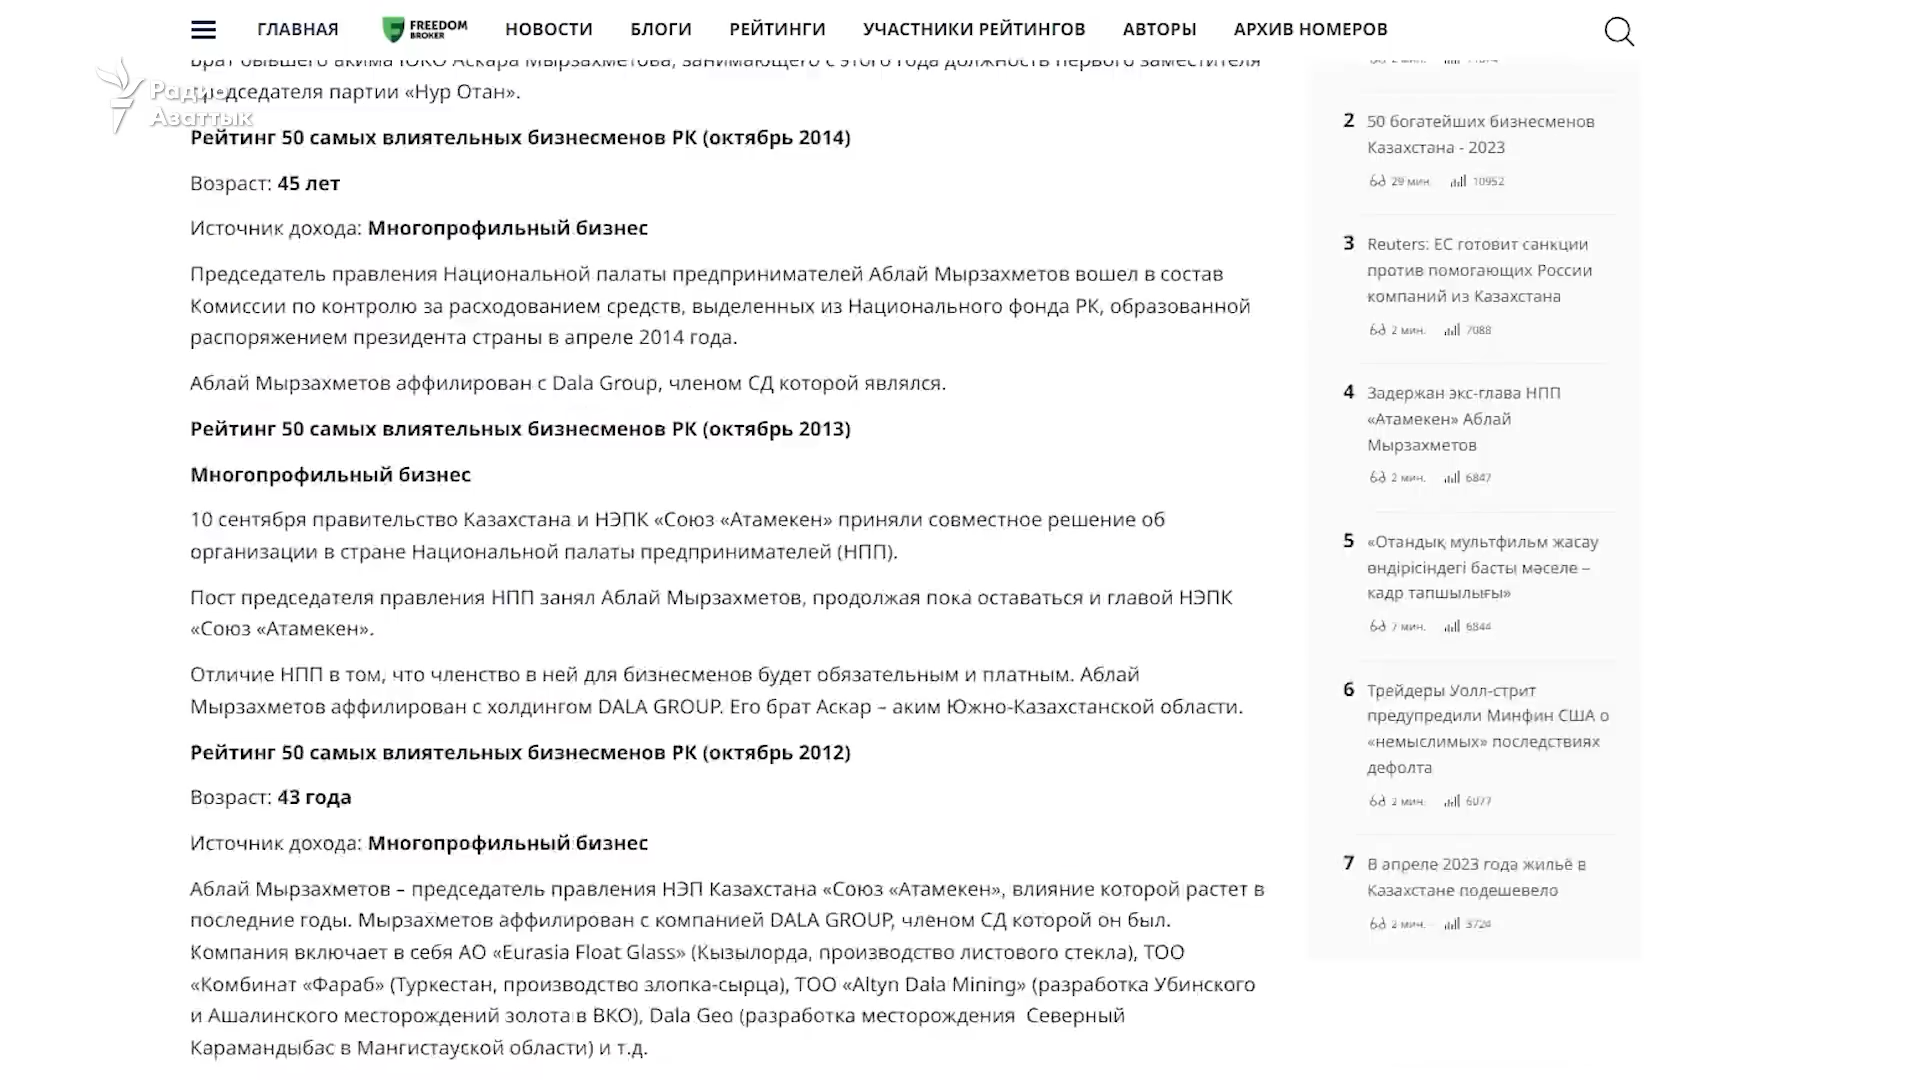 ГЛАВНАЯ
FREEDOM
BROKER
НОВОСТИ
БЛОГИ
РЕЙТИНГИ
УЧАСТНИКИ РЕЙТИНГОВ
АВТОРЫ
АРХИВ НОМЕРОВ
Радио
Азаттык
Брат бывшего акима ЮКО Аскара Мырзахметова, занимающего с этого года должность первого заместителя
председателя партии «Нур Отан».
Рейтинг 50 самых влиятельных бизнесменов РК (октябрь 2014)
Возраст: 45 лет
Источник дохода: Многопрофильный бизнес
Председатель правления Национальной палаты предпринимателей Аблай Мырзахметов вошел в состав
Комиссии по контролю за расходованием средств, выделенных из Национального фонда РК, образованной
распоряжением президента страны в апреле 2014 года.
Аблай Мырзахметов аффилирован с Dala Group, членом СД которой являлся.
Рейтинг 50 самых влиятельных бизнесменов РК (октябрь 2013)
Многопрофильный бизнес
10 сентября правительство Казахстана и НЭПК «Союз «Атамекен» приняли совместное решение об
организации в стране Национальной палаты предпринимателей (НПП).
Пост председателя правления НПП занял Аблай Мырзахметов, продолжая пока оставаться и главой НЭПК
«Союз «Атамекен».
Отличие НПП в том, что членство в ней для бизнесменов будет обязательным и платным. Аблай
Мырзахметов аффилирован с холдингом DALA GROUP. Его брат Аскар – аким Южно-Казахстанской области.
Рейтинг 50 самых влиятельных бизнесменов РК (октябрь 2012)
Возраст: 43 года
Источник дохода: Многопрофильный бизнес
Аблай Мырзахметов – председатель правления НЭП Казахстана «Союз «Атамекен», влияние которой растет в
последние годы. Мырзахметов аффилирован с компанией DALA GROUP, членом СД которой он был.
Компания включает в себя АО «Eurasia Float Glass» (Кызылорда, производство листового стекла), ТОО
«Комбинат «Фараб» (Туркестан, производство злопка-сырца), ТОО «Altyn Dala Mining» (разработка Убинского
и Ашалинского месторождений золота в ВКО), Dala Geo (разработка месторождения Северный
Карамандыбас в Мангистауской области) и т.д.
2 50 богатейших бизнесменов
Казахстана - 2023
29 мин. 10952
3 Reuters: ЕС готовит санкции
против помогающих России
компаний из Казахстана
2 мин. 7088
4 Задержан экс-глава НПП
«Атамекен» Аблай
Мырзахметов
2 мин. 6847
5 «Отандық мультфильм жасау
өндірісіндегі басты мәселе –
кадр тапшылығы»
7 мин. 6844
6 Трейдеры Уолл-стрит
предупредили Минфин США о
«немыслимых» последствиях
дефолта
2 мин. 6077
7 В апреле 2023 года жильё в
Казахстане подешевело
2 мин. 3724